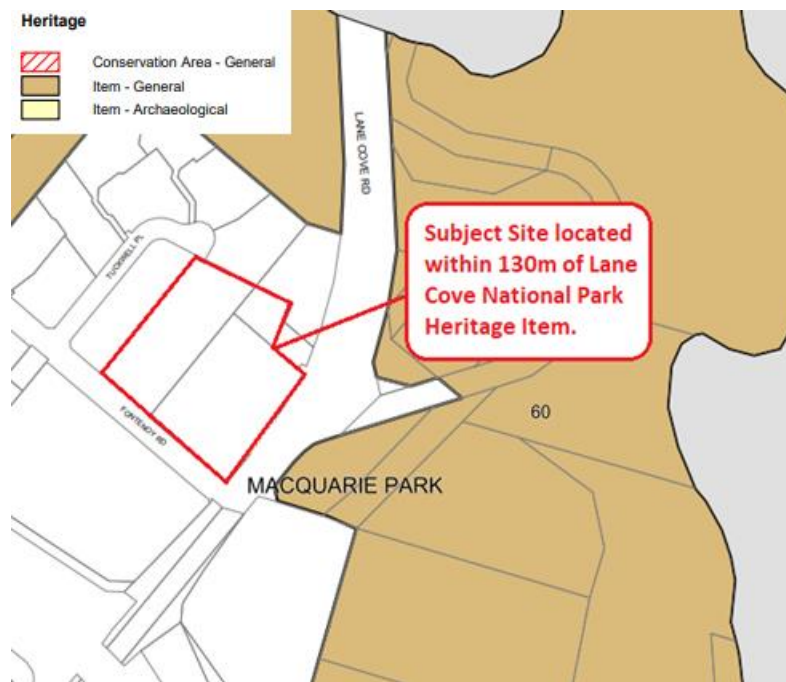 Heritage
Conservation Area - General
Item - General
Item - Archaeological
LANE COVE RD
TUCKWELL PL
Subject Site located
within 130m of Lane
Cove National Park
Heritage Item.
60
FONTENOY RD
MACQUARIE PARK